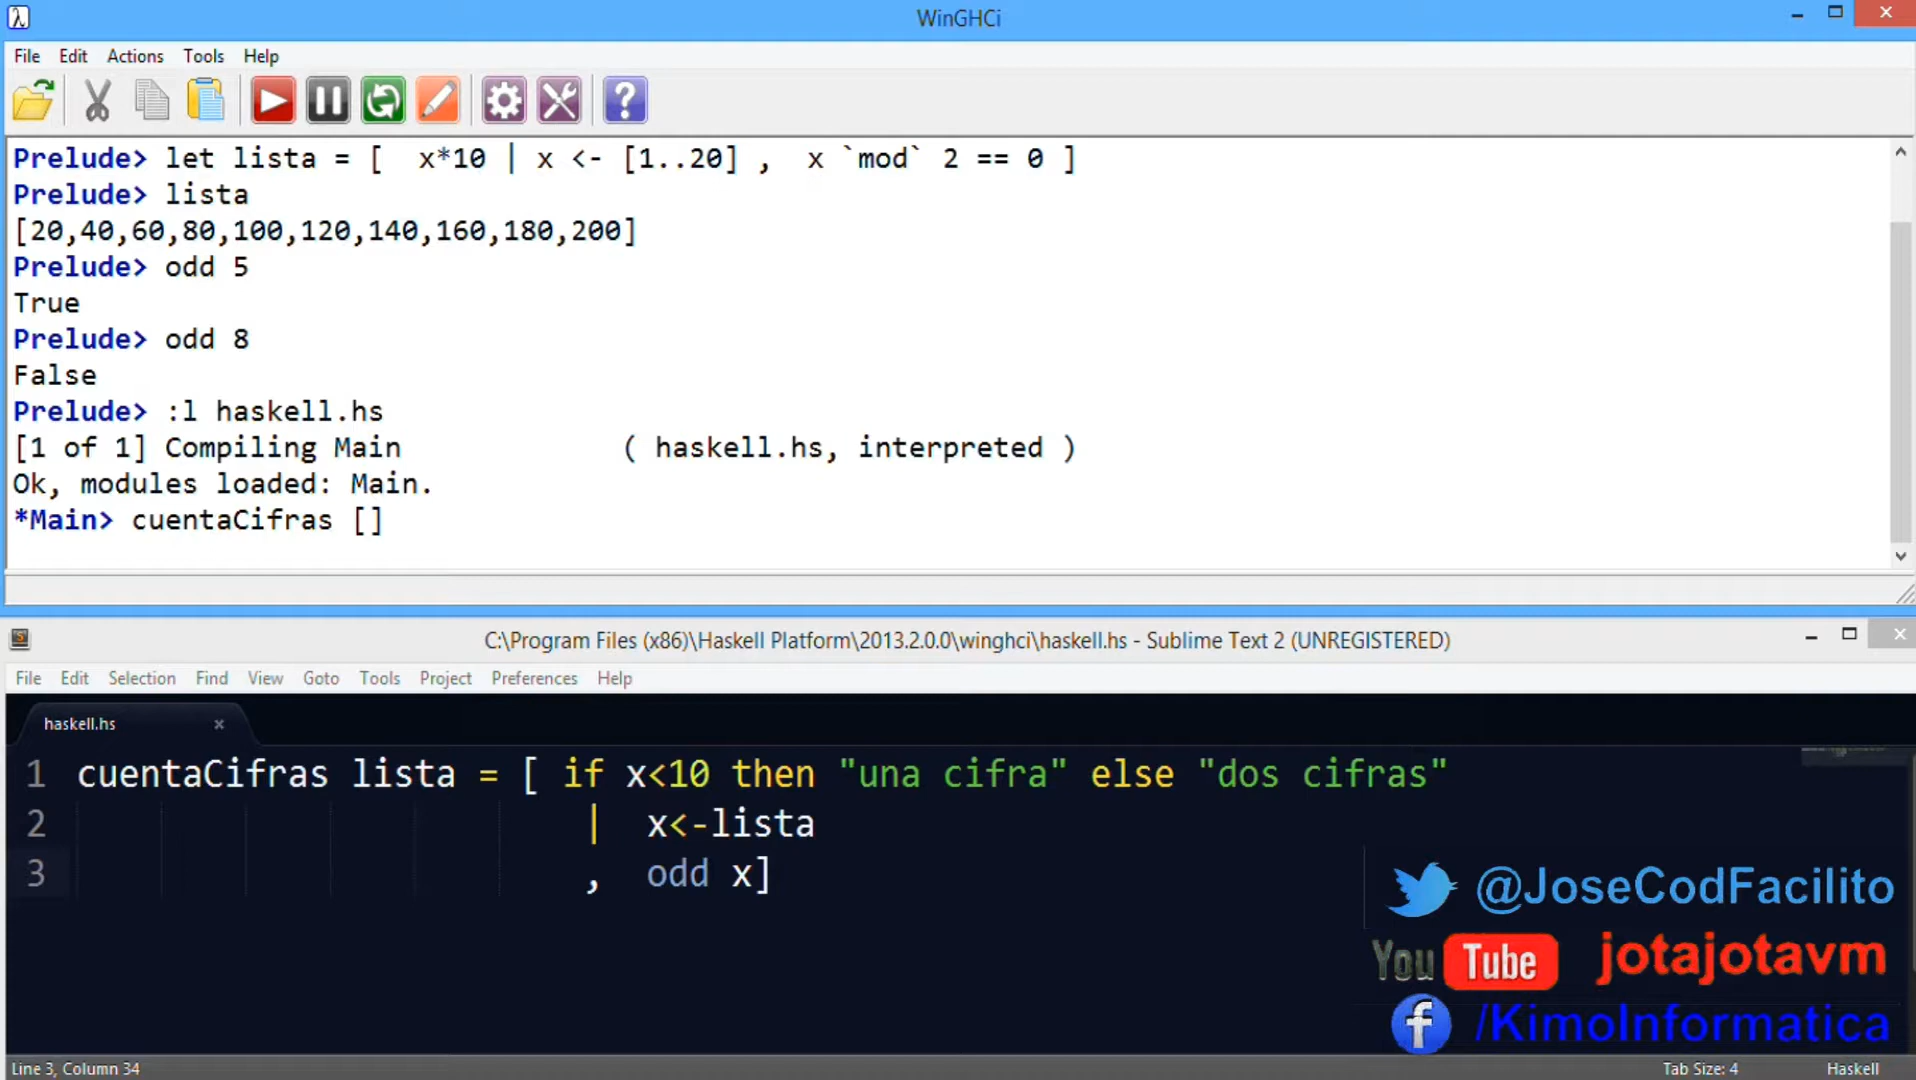 WinGHCi
File Edit Actions Tools Help
Prelude> let lista = [  x*10 | x <- [1..20] ,  x `mod` 2 == 0 ]
Prelude> lista
[20,40,60,80,100,120,140,160,180,200]
Prelude> odd 5
True
Prelude> odd 8
False
Prelude> :l haskell.hs
[1 of 1] Compiling Main             ( haskell.hs, interpreted )
Ok, modules loaded: Main.
*Main> cuentaCifras []
C:\Program Files (x86)\Haskell Platform\2013.2.0.0\winghci\haskell.hs - Sublime Text 2 (UNREGISTERED)
File Edit Selection Find View Goto Tools Project Preferences Help
haskell.hs
1 cuentaCifras lista = [ if x<10 then "una cifra" else "dos cifras"
2 | x<-lista
3 , odd x]
@JoseCodFacilito
You Tube jotajotavm
f /KimoInformatica
Line 3, Column 34 Tab Size: 4 Haskell